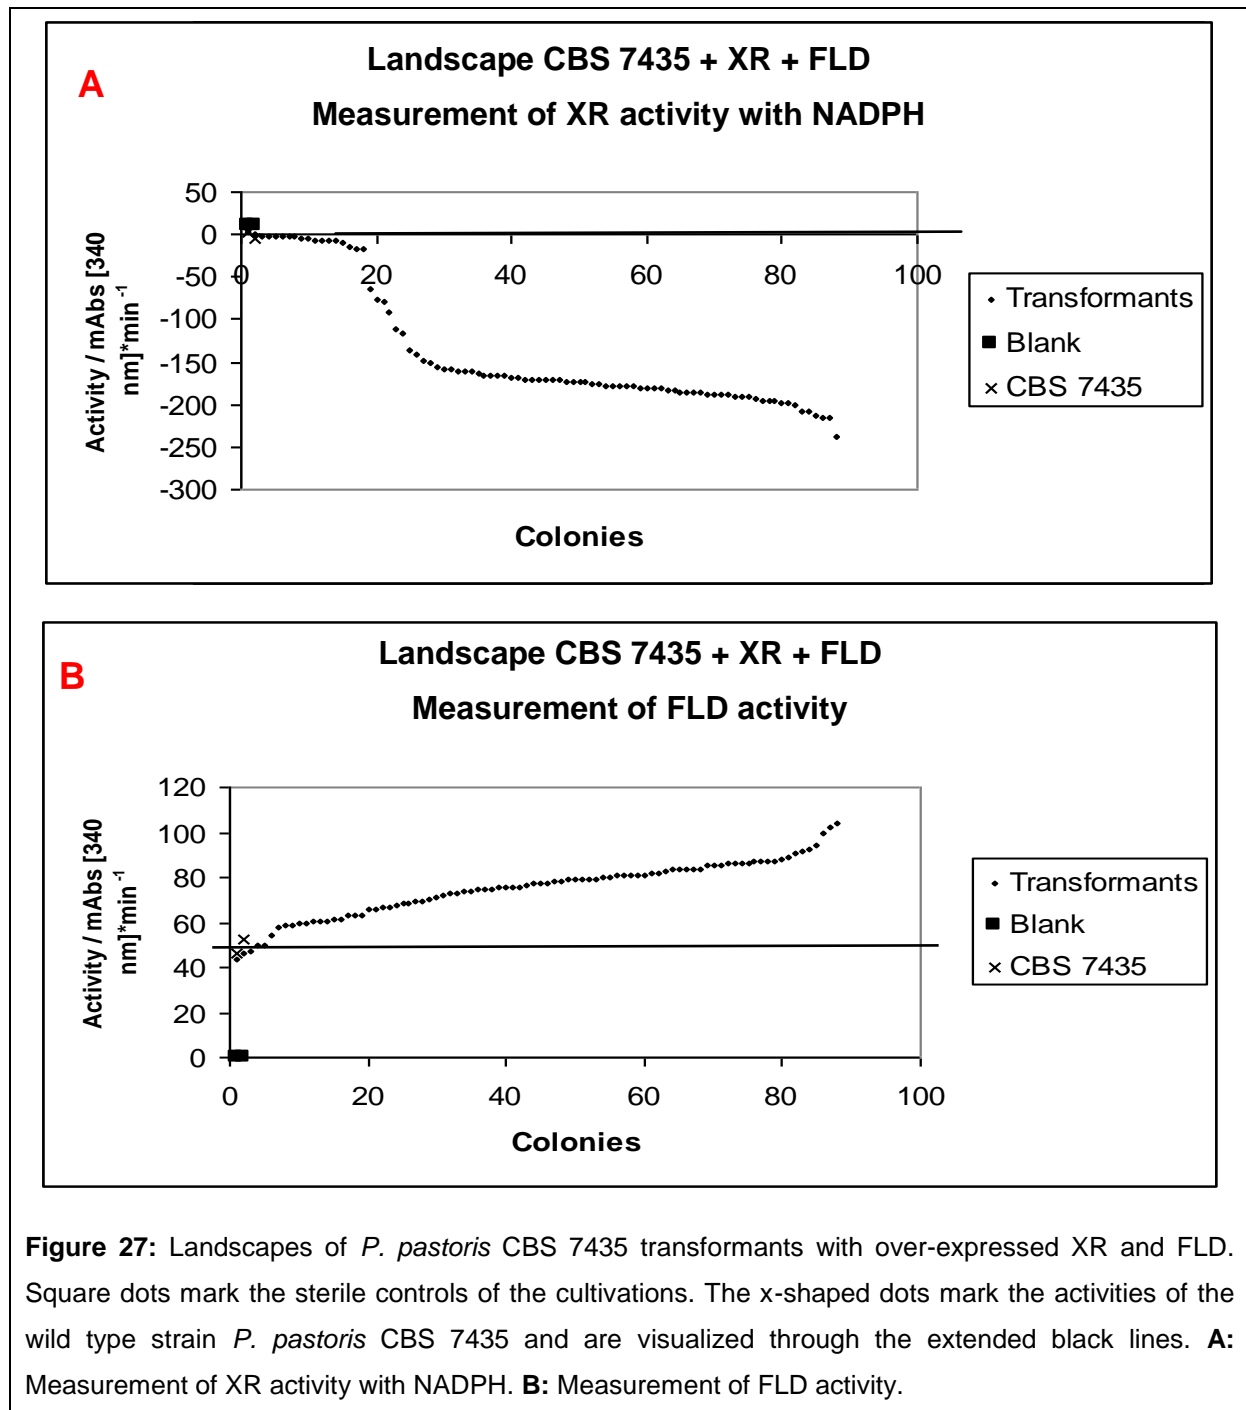 A
Landscape CBS 7435 + XR + FLD
Measurement of XR activity with NADPH
Activity / mAbs [340
nm]*min⁻¹
50
0
-50
-100
-150
-200
-250
-300
0 20 40 60 80 100
Colonies
Transformants
Blank
CBS 7435
B
Landscape CBS 7435 + XR + FLD
Measurement of FLD activity
Activity / mAbs [340
nm]*min⁻¹
120
100
80
60
40
20
0
0 20 40 60 80 100
Colonies
Transformants
Blank
CBS 7435
Figure 27: Landscapes of P. pastoris CBS 7435 transformants with over-expressed XR and FLD.
Square dots mark the sterile controls of the cultivations. The x-shaped dots mark the activities of the
wild type strain P. pastoris CBS 7435 and are visualized through the extended black lines. A:
Measurement of XR activity with NADPH. B: Measurement of FLD activity.